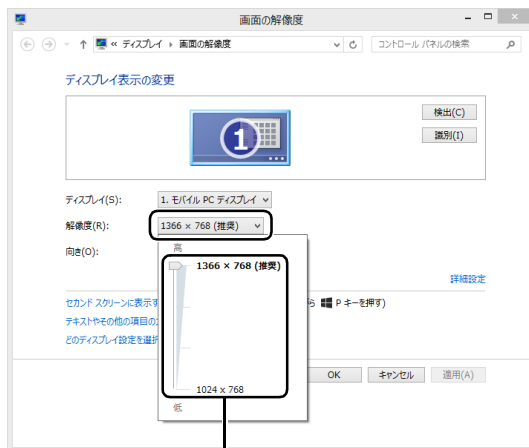 画面の解像度
« ディスプレイ 画面の解像度
コントロール パネルの検索
ディスプレイ表示の変更
1
検出(C)
識別(I)
ディスプレイ(S): 1. モバイル PC ディスプレイ
解像度(R): 1366 × 768 (推奨)
向き(O):
高
1366 × 768 (推奨)
詳細設定
セカンド スクリーンに表示す
P キーを押す)
テキストやその他の項目の
どのディスプレイ設定を選択
1024 x 768
低
OK キャンセル 適用(A)